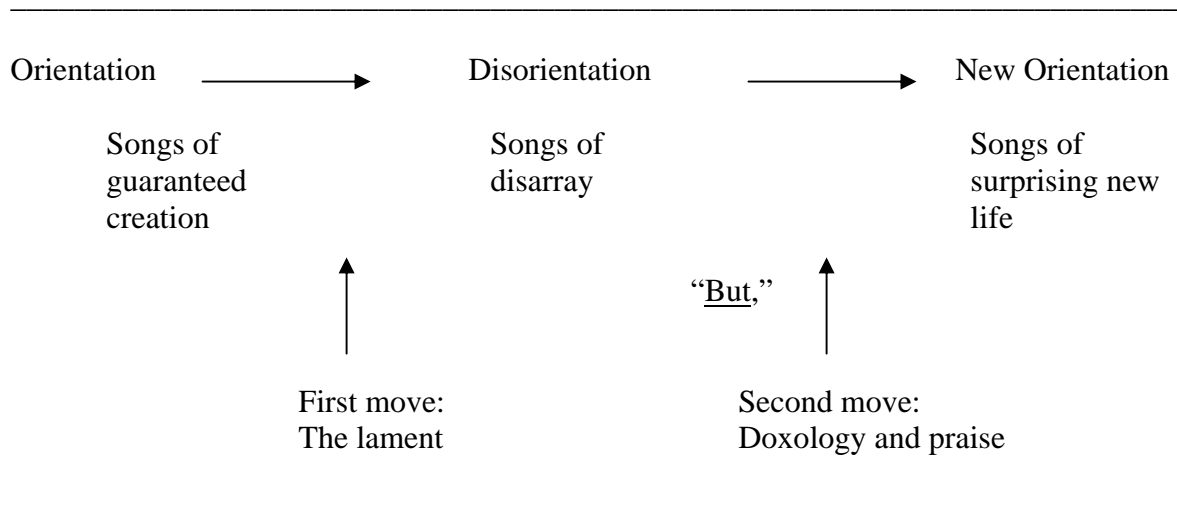 Orientation
Disorientation
New Orientation
Songs of
guaranteed
creation
Songs of
disarray
Songs of
surprising new
life
“But,”
First move:
The lament
Second move:
Doxology and praise